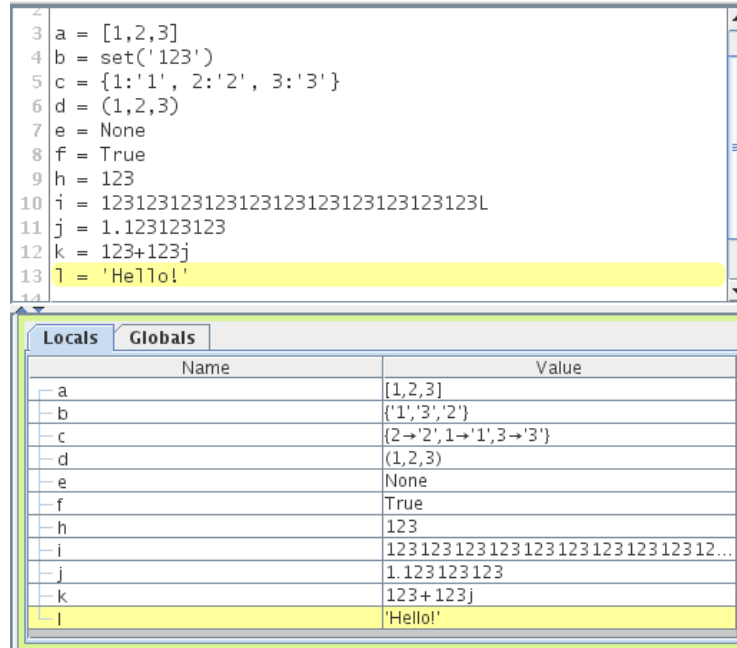 3 a = [1,2,3]
4 b = set('123')
5 c = {1:'1', 2:'2', 3:'3'}
6 d = (1,2,3)
7 e = None
8 f = True
9 h = 123
10 i = 123123123123123123123123123123123L
11 j = 1.123123123
12 k = 123+123j
13 l = 'Hello!'
14
Locals Globals
Name Value
a [1,2,3]
b {'1','3','2'}
c {2→'2',1→'1',3→'3'}
d (1,2,3)
e None
f True
h 123
i 12312312312312312312312312312312...
j 1.123123123
k 123+123j
l 'Hello!'